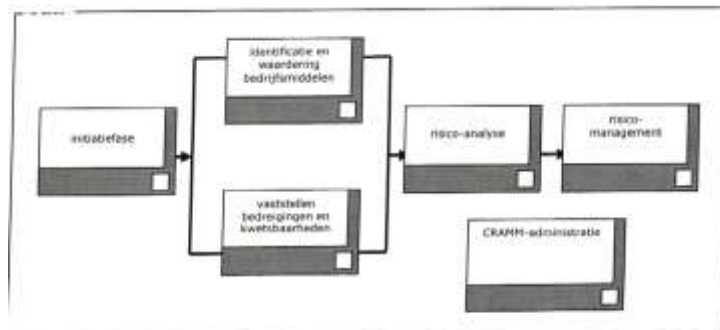 initiatiefase
identificatie en
waardering
bedrijfsmiddelen
vaststellen
bedreigingen en
kwetsbaarheden
risico-analyse
risico-
management
CRAMM-administratie